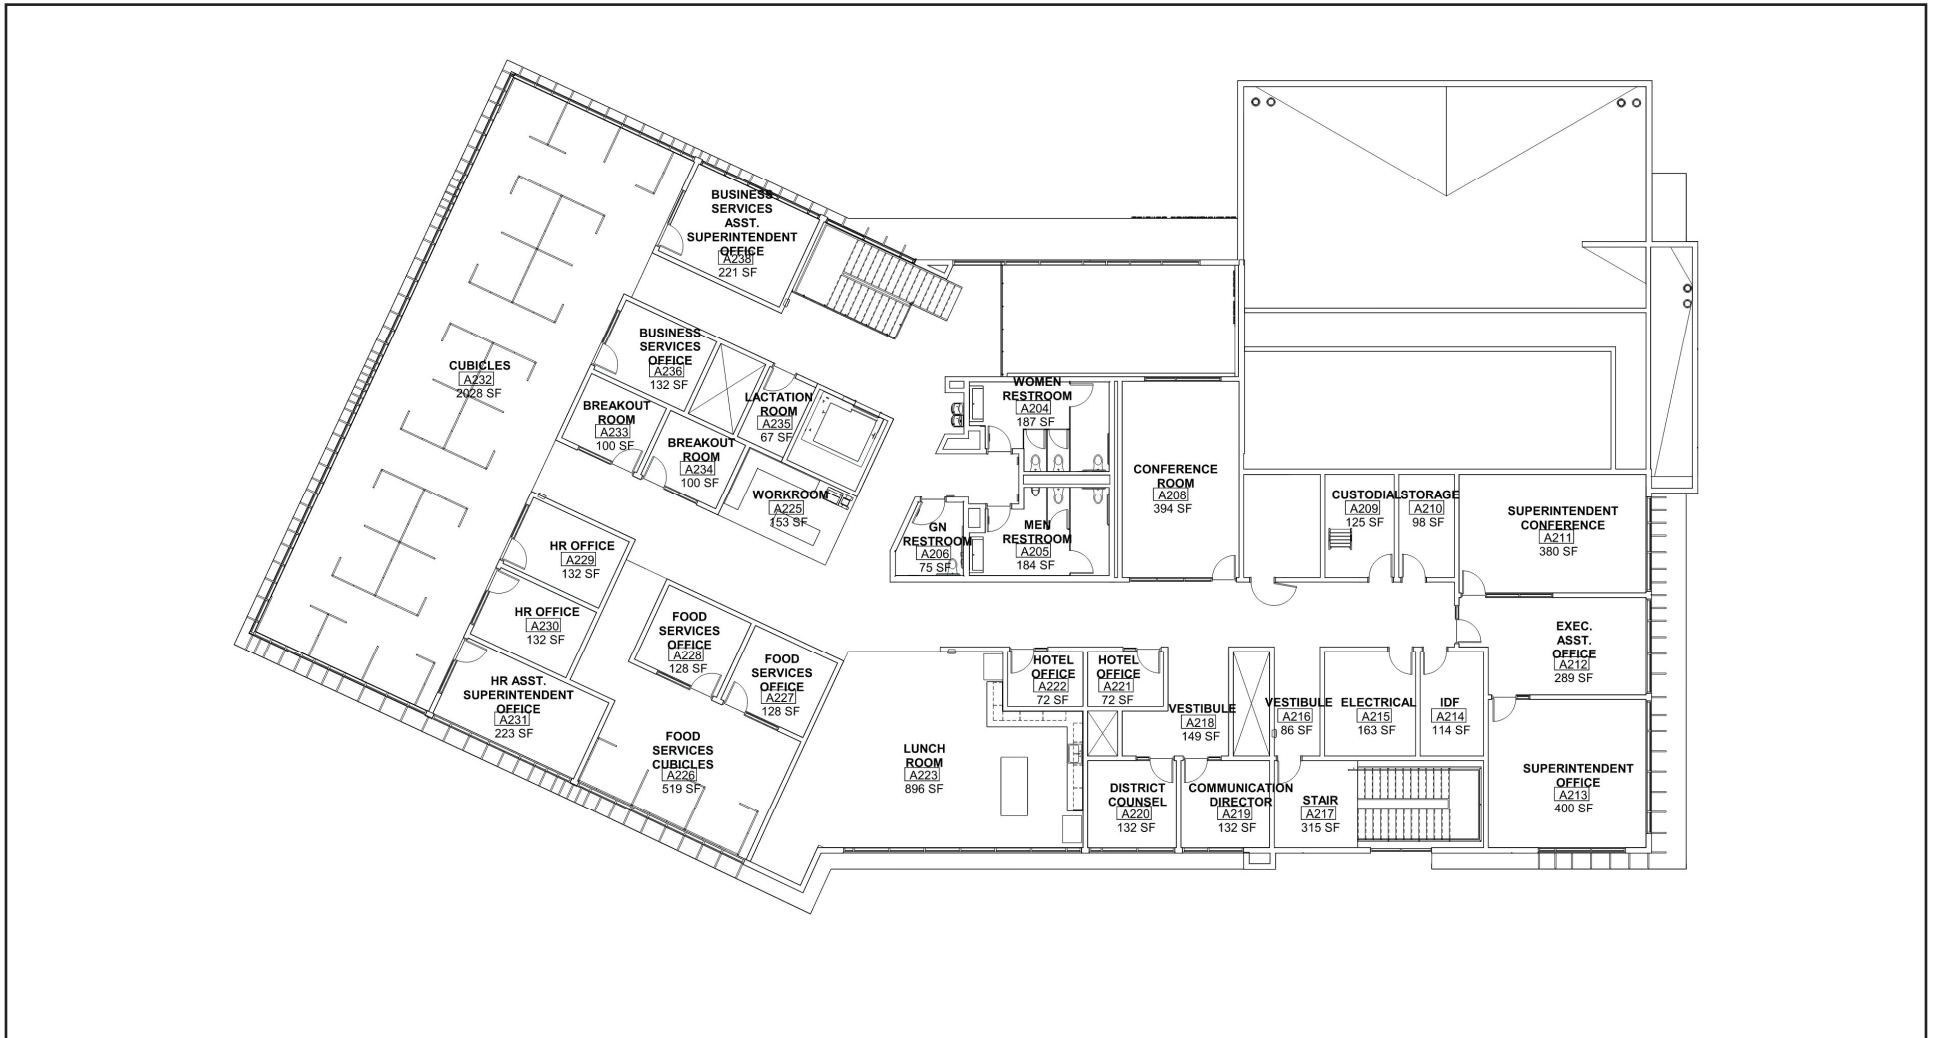 BUSINESS
SERVICES
ASST.
SUPERINTENDENT
OFFICE
A238
221 SF
BUSINESS
SERVICES
OFFICE
A236
132 SF
CUBICLES
A232
2028 SF
LACTATION
ROOM
A235
67 SF
BREAKOUT
ROOM
A233
100 SF
BREAKOUT
ROOM
A234
100 SF
WORKROOM
A225
153 SF
WOMEN
RESTROOM
A204
187 SF
GN
RESTROOM
A206
75 SF
MEN
RESTROOM
A205
184 SF
CONFERENCE
ROOM
A208
394 SF
CUSTODIAL
A209
125 SF
STORAGE
A210
98 SF
SUPERINTENDENT
CONFERENCE
A211
380 SF
HR OFFICE
A229
132 SF
HR OFFICE
A230
132 SF
HR ASST.
SUPERINTENDENT
OFFICE
A231
223 SF
FOOD
SERVICES
OFFICE
A228
128 SF
FOOD
SERVICES
OFFICE
A227
128 SF
FOOD
SERVICES
CUBICLES
A226
519 SF
LUNCH
ROOM
A223
896 SF
HOTEL
OFFICE
A222
72 SF
HOTEL
OFFICE
A221
72 SF
VESTIBULE
A218
149 SF
VESTIBULE
A216
86 SF
ELECTRICAL
A215
163 SF
IDF
A214
114 SF
EXEC.
ASST.
OFFICE
A212
289 SF
DISTRICT
COUNSEL
A220
132 SF
COMMUNICATION
DIRECTOR
A219
132 SF
STAIR
A217
315 SF
SUPERINTENDENT
OFFICE
A213
400 SF